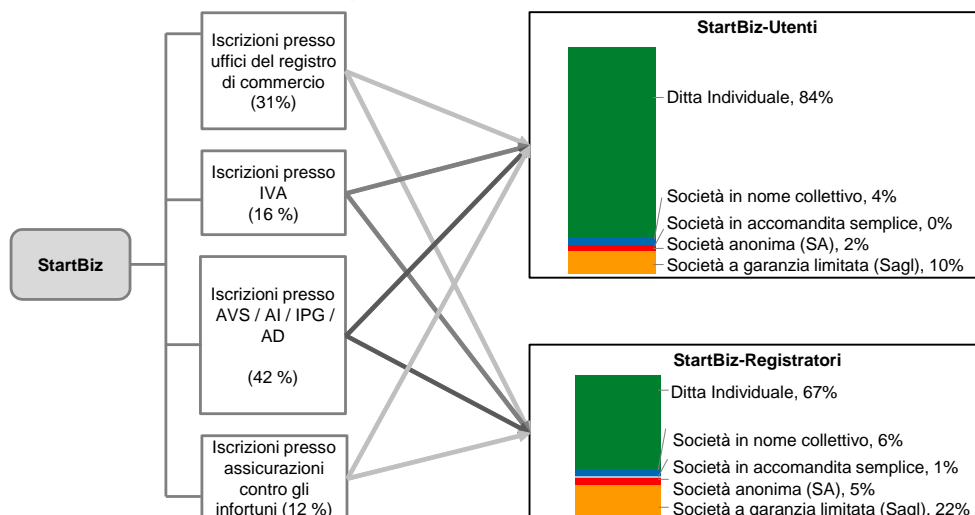 StartBiz
Iscrizioni presso
uffici del registro
di commercio
(31%)
Iscrizioni presso
IVA
(16 %)
Iscrizioni presso
AVS / AI / IPG /
AD
(42 %)
Iscrizioni presso
assicurazioni
contro gli
infortuni (12 %)
StartBiz-Utenti
Ditta Individuale, 84%
Società in nome collettivo, 4%
Società in accomandita semplice, 0%
Società anonima (SA), 2%
Società a garanzia limitata (Sagl), 10%
StartBiz-Registratori
Ditta Individuale, 67%
Società in nome collettivo, 6%
Società in accomandita semplice, 1%
Società anonima (SA), 5%
Società a garanzia limitata (Sagl), 22%